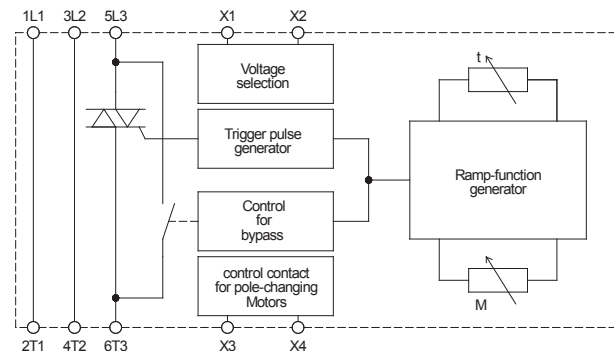 1L1 3L2 5L3 X1 X2
Voltage
selection
t
Trigger pulse
generator
Ramp-function
generator
Control
for
bypass
control contact
for pole-changing
Motors
M
2T1 4T2 6T3 X3 X4